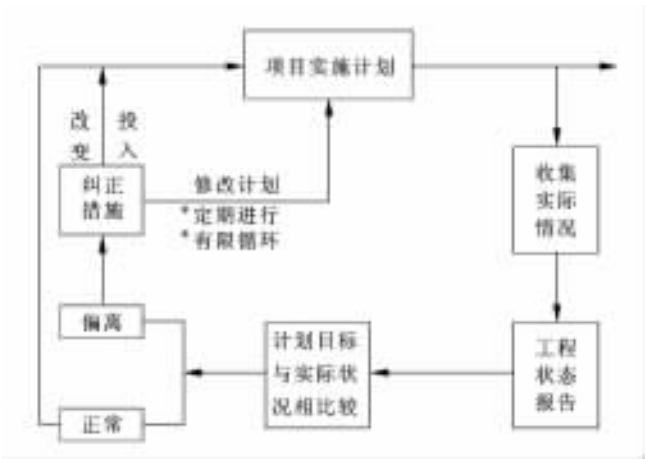 项目实施计划
改 投
变 入
纠正
措施
修改计划
*定期进行
*有限循环
收集
实际
情况
偏离
计划目标
与实际状
况相比较
工程
状态
报告
正常